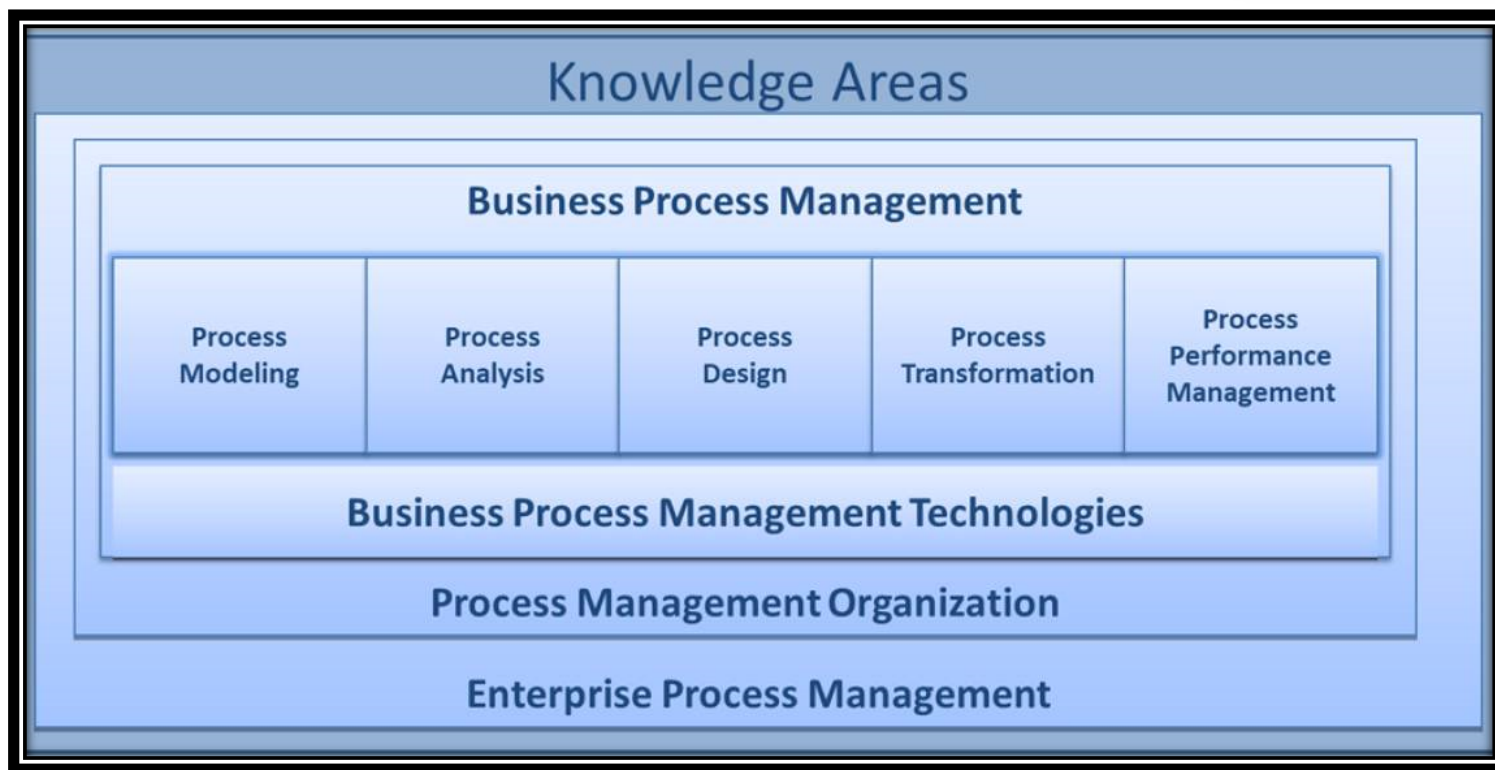 Knowledge Areas
Business Process Management
Process
Modeling
Process
Analysis
Process
Design
Process
Transformation
Process
Performance
Management
Business Process Management Technologies
Process Management Organization
Enterprise Process Management